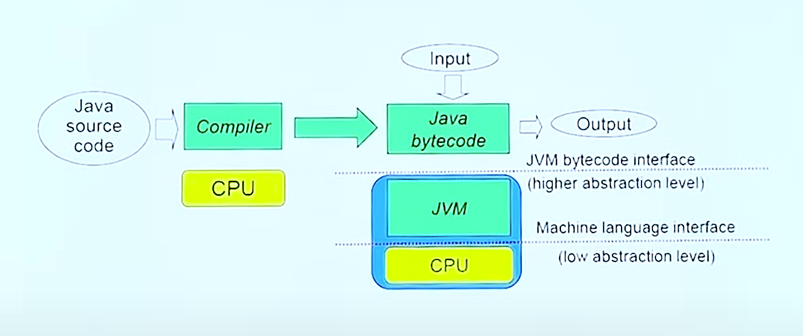 Input
Java
source
code
Compiler
Java
bytecode
Output
JVM bytecode interface
(higher abstraction level)
CPU
JVM
Machine language interface
(low abstraction level)
CPU